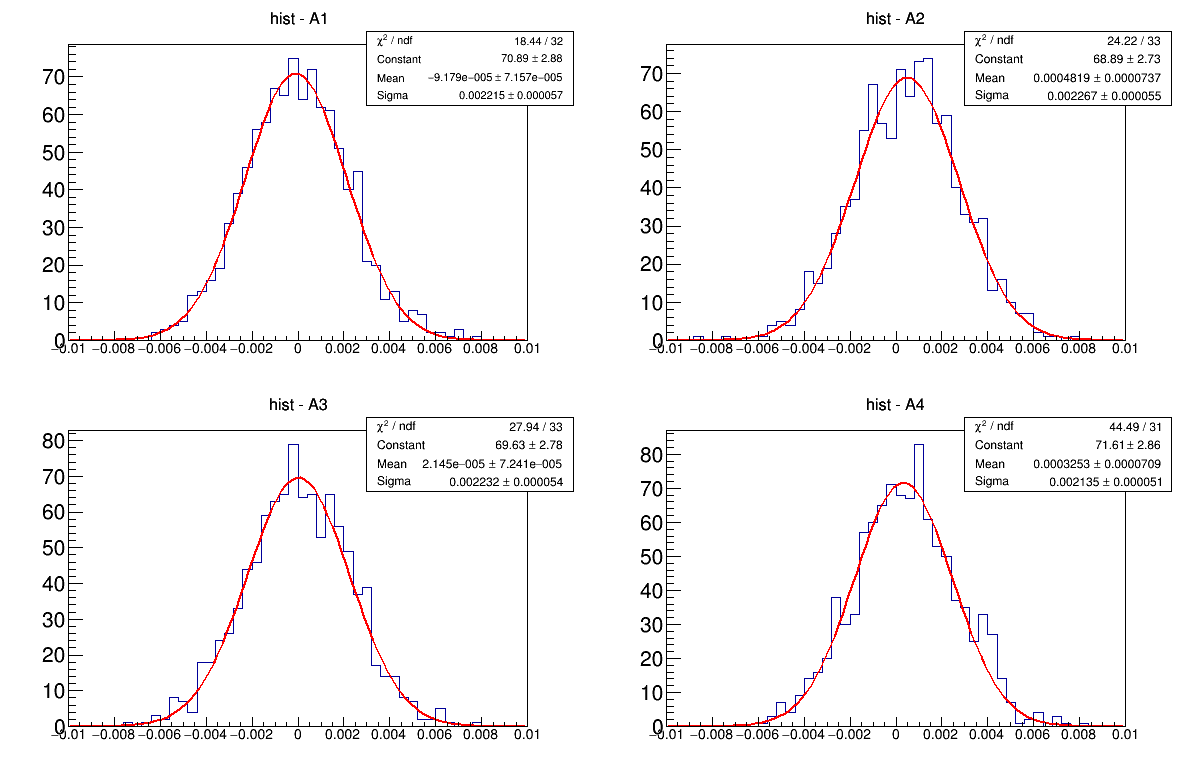 hist - A1
χ² / ndf 18.44 / 32
Constant 70.89 ± 2.88
Mean −9.179e−005 ± 7.157e−005
Sigma 0.002215 ± 0.000057
70
60
50
40
30
20
10
0
−0.01 −0.008 −0.006 −0.004 −0.002 0 0.002 0.004 0.006 0.008 0.01
hist - A2
χ² / ndf 24.22 / 33
Constant 68.89 ± 2.73
Mean 0.0004819 ± 0.0000737
Sigma 0.002267 ± 0.000055
70
60
50
40
30
20
10
0
−0.01 −0.008 −0.006 −0.004 −0.002 0 0.002 0.004 0.006 0.008 0.01
hist - A3
χ² / ndf 27.94 / 33
Constant 69.63 ± 2.78
Mean 2.145e−005 ± 7.241e−005
Sigma 0.002232 ± 0.000054
80
70
60
50
40
30
20
10
0
−0.01 −0.008 −0.006 −0.004 −0.002 0 0.002 0.004 0.006 0.008 0.01
hist - A4
χ² / ndf 44.49 / 31
Constant 71.61 ± 2.86
Mean 0.0003253 ± 0.0000709
Sigma 0.002135 ± 0.000051
80
70
60
50
40
30
20
10
0
−0.01 −0.008 −0.006 −0.004 −0.002 0 0.002 0.004 0.006 0.008 0.01